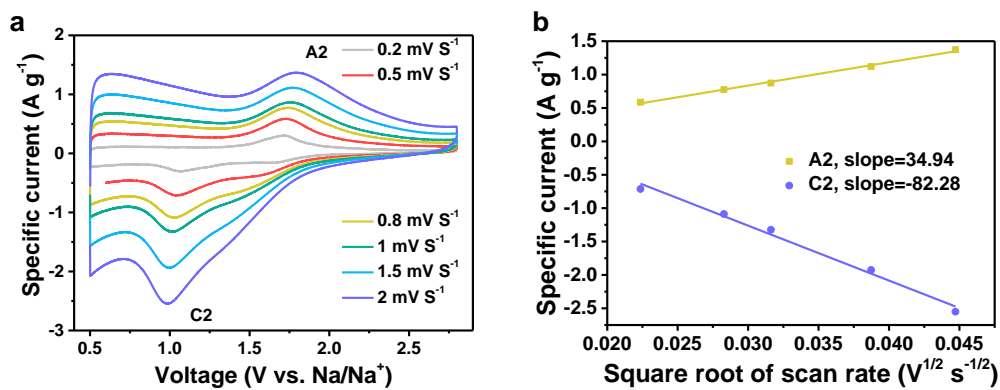 a
Specific current (A g⁻¹)
2
1
0
-1
-2
-3
0.5
1.0
1.5
2.0
2.5
Voltage (V vs. Na/Na⁺)
A2
C2
0.2 mV S⁻¹
0.5 mV S⁻¹
0.8 mV S⁻¹
1 mV S⁻¹
1.5 mV S⁻¹
2 mV S⁻¹
b
Specific current (A g⁻¹)
1.5
1.0
0.5
0.0
-0.5
-1.0
-1.5
-2.0
-2.5
A2, slope=34.94
C2, slope=-82.28
0.020
0.025
0.030
0.035
0.040
0.045
Square root of scan rate (V¹/² s⁻¹/²)